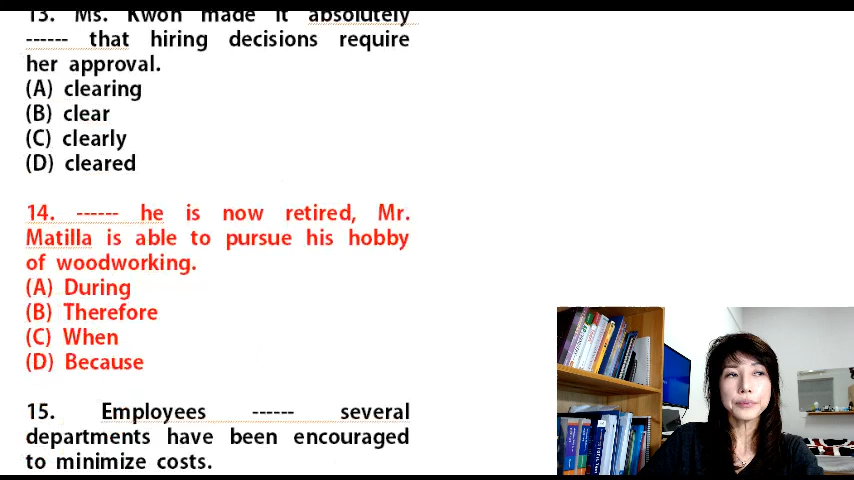 13. Ms. Kwon made it absolutely
------ that hiring decisions require
her approval.
(A) clearing
(B) clear
(C) clearly
(D) cleared
14. ------ he is now retired, Mr.
Matilla is able to pursue his hobby
of woodworking.
(A) During
(B) Therefore
(C) When
(D) Because
15. Employees ------ several
departments have been encouraged
to minimize costs.